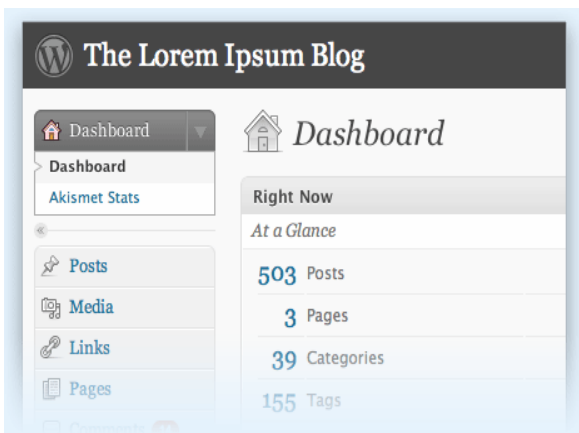 The Lorem Ipsum Blog
Dashboard
Dashboard
Akismet Stats
Posts
Media
Links
Pages
Comments
Dashboard
Right Now
At a Glance
503 Posts
3 Pages
39 Categories
155 Tags